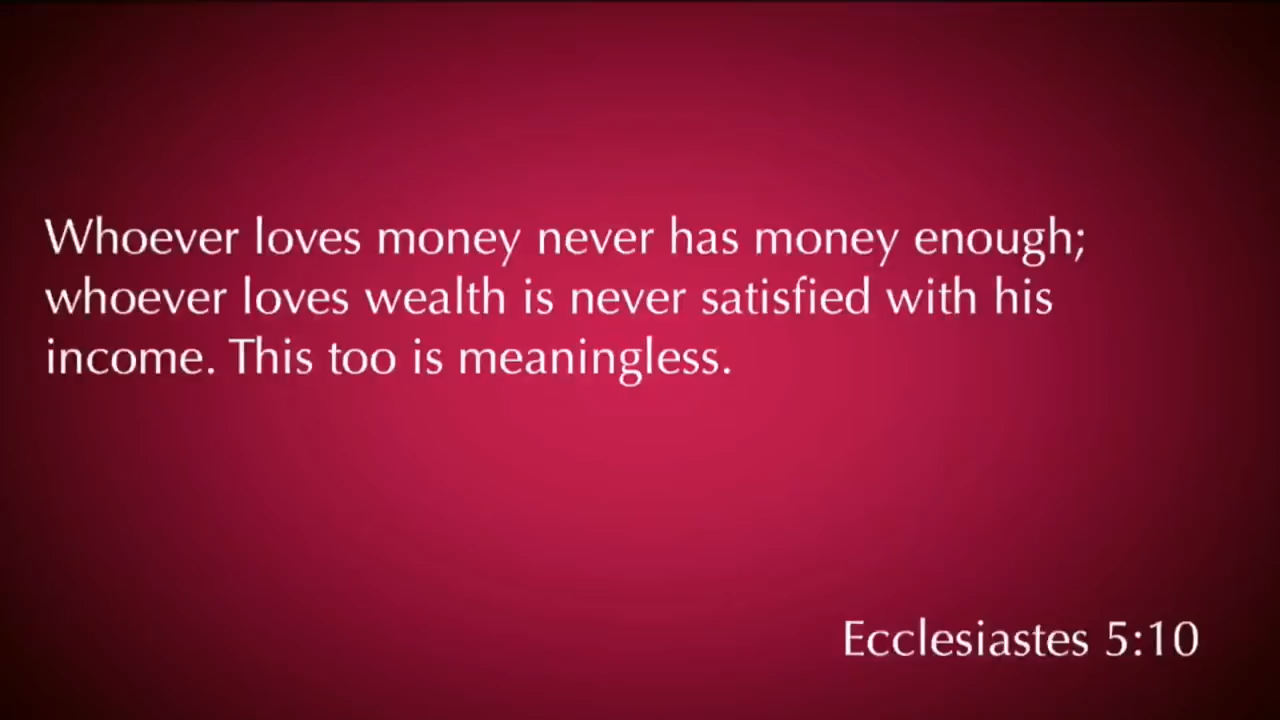 Whoever loves money never has money enough;
whoever loves wealth is never satisfied with his
income. This too is meaningless.
Ecclesiastes 5:10